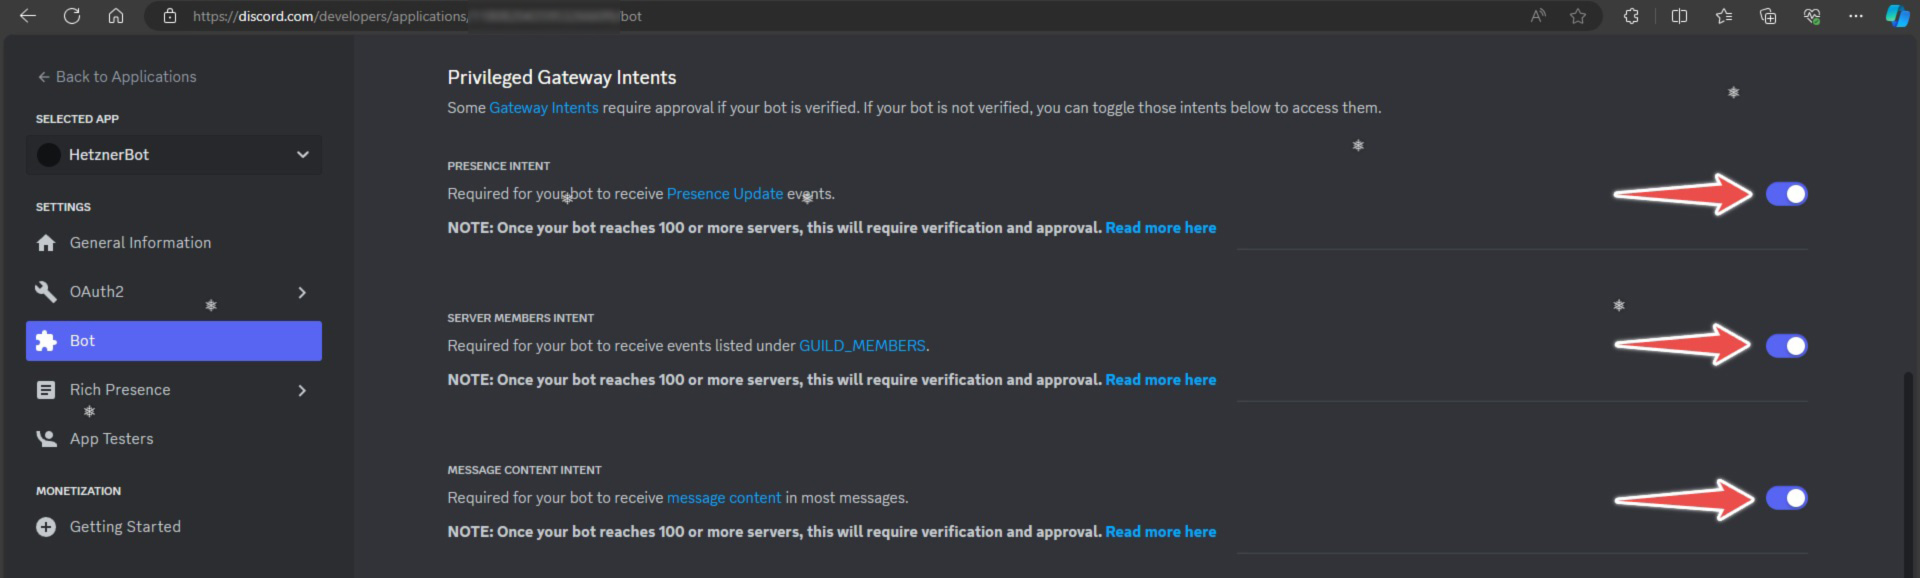 https://discord.com/developers/applications/ bot
← Back to Applications
SELECTED APP
HetznerBot
SETTINGS
General Information
OAuth2
Bot
Rich Presence
App Testers
MONETIZATION
Getting Started
Privileged Gateway Intents
Some Gateway Intents require approval if your bot is verified. If your bot is not verified, you can toggle those intents below to access them.
PRESENCE INTENT
Required for your bot to receive Presence Update events.
NOTE: Once your bot reaches 100 or more servers, this will require verification and approval. Read more here
SERVER MEMBERS INTENT
Required for your bot to receive events listed under GUILD_MEMBERS.
NOTE: Once your bot reaches 100 or more servers, this will require verification and approval. Read more here
MESSAGE CONTENT INTENT
Required for your bot to receive message content in most messages.
NOTE: Once your bot reaches 100 or more servers, this will require verification and approval. Read more here